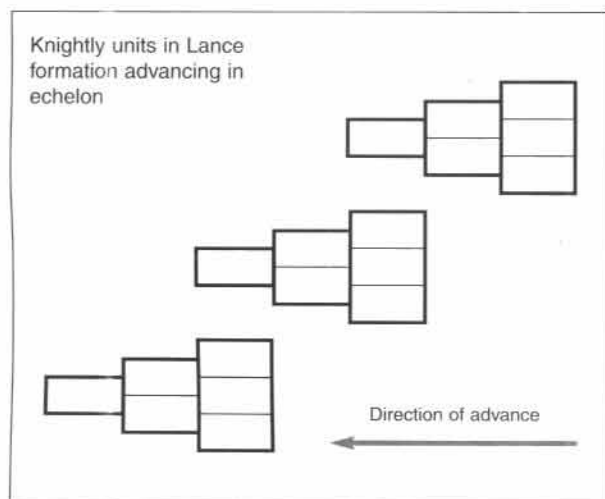 Knightly units in Lance
formation advancing in
echelon
Direction of advance